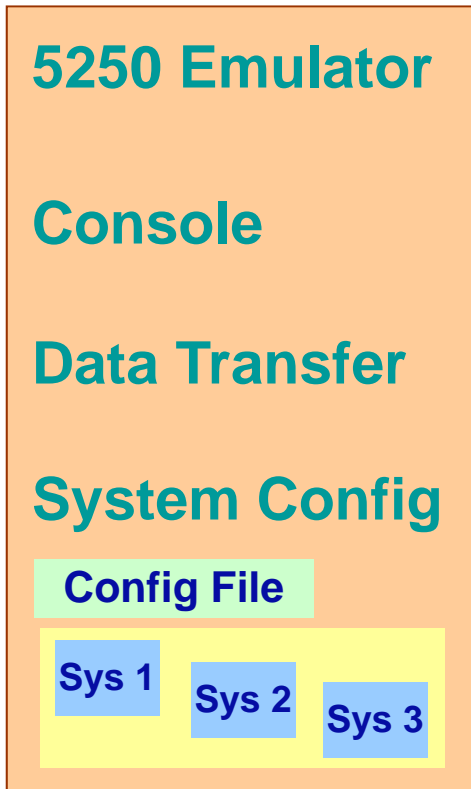 5250 Emulator
Console
Data Transfer
System Config
Config File
Sys 1
Sys 2
Sys 3